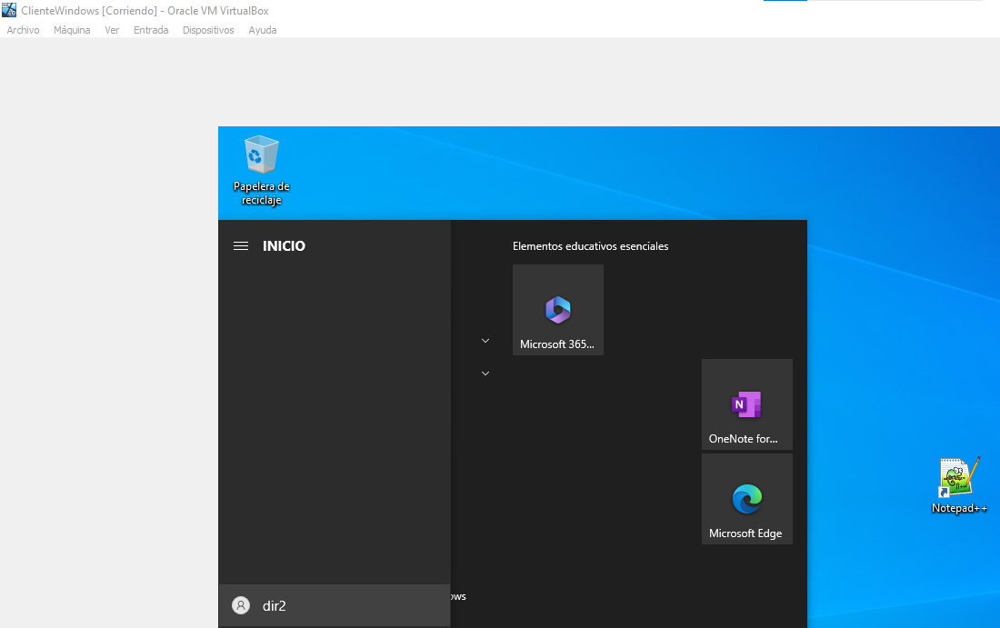 ClienteWindows [Corriendo] - Oracle VM VirtualBox
Archivo Máquina Ver Entrada Dispositivos Ayuda
Papelera de
reciclaje
INICIO
Elementos educativos esenciales
Microsoft 365...
OneNote for...
Microsoft Edge
Notepad++
ows
dir2